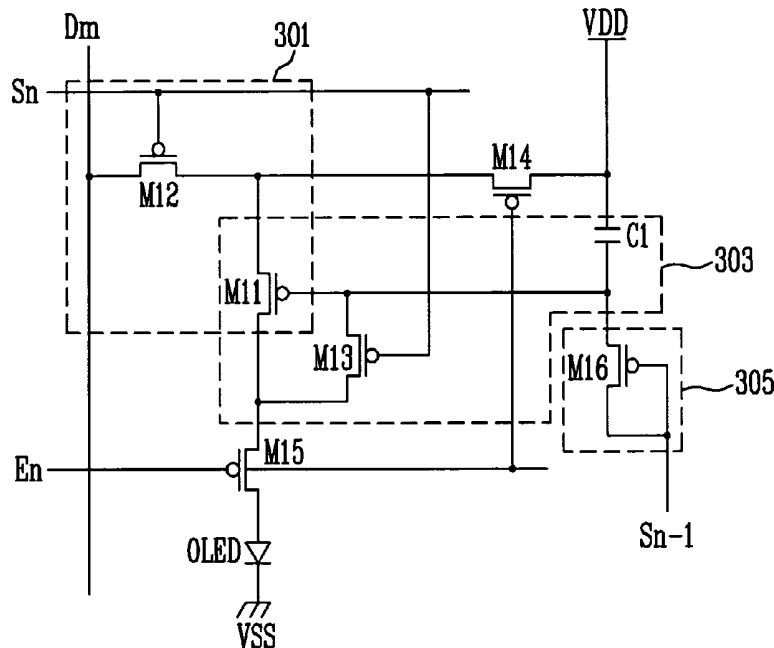 Dm
301
VDD
Sn
M14
M12
C1
303
M11
M13
M16
305
M15
En
OLED
Sn-1
VSS